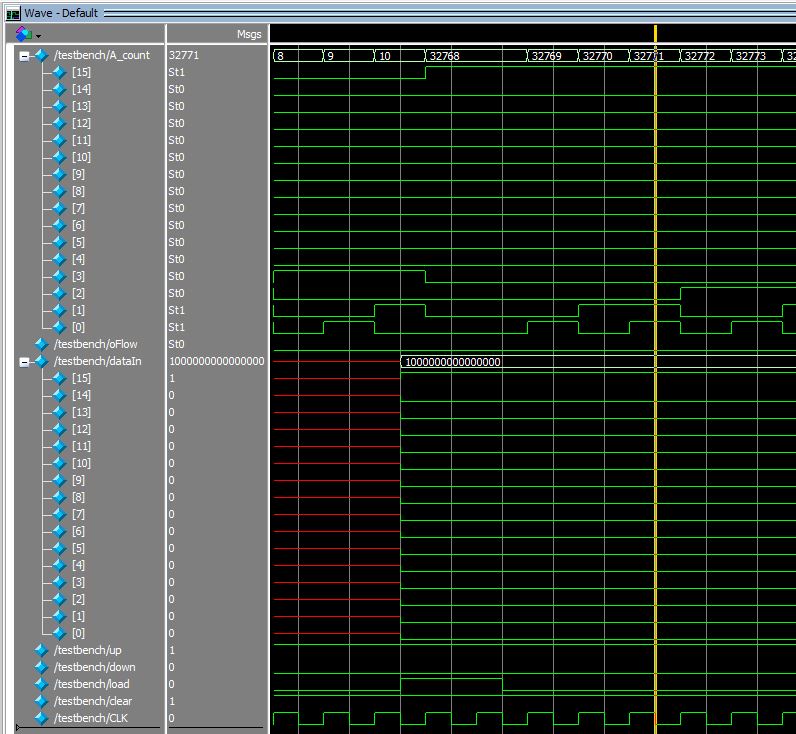 Wave - Default
Msgs
/testbench/A_count 32771 8 9 10 32768 32769 32770 32771 32772 32773 32
[15] St1
[14] St0
[13] St0
[12] St0
[11] St0
[10] St0
[9] St0
[8] St0
[7] St0
[6] St0
[5] St0
[4] St0
[3] St0
[2] St0
[1] St1
[0] St1
/testbench/oFlow St0
/testbench/dataIn 1000000000000000 1000000000000000
[15] 1
[14] 0
[13] 0
[12] 0
[11] 0
[10] 0
[9] 0
[8] 0
[7] 0
[6] 0
[5] 0
[4] 0
[3] 0
[2] 0
[1] 0
[0] 0
/testbench/up 1
/testbench/down 0
/testbench/load 0
/testbench/clear 1
/testbench/CLK 0